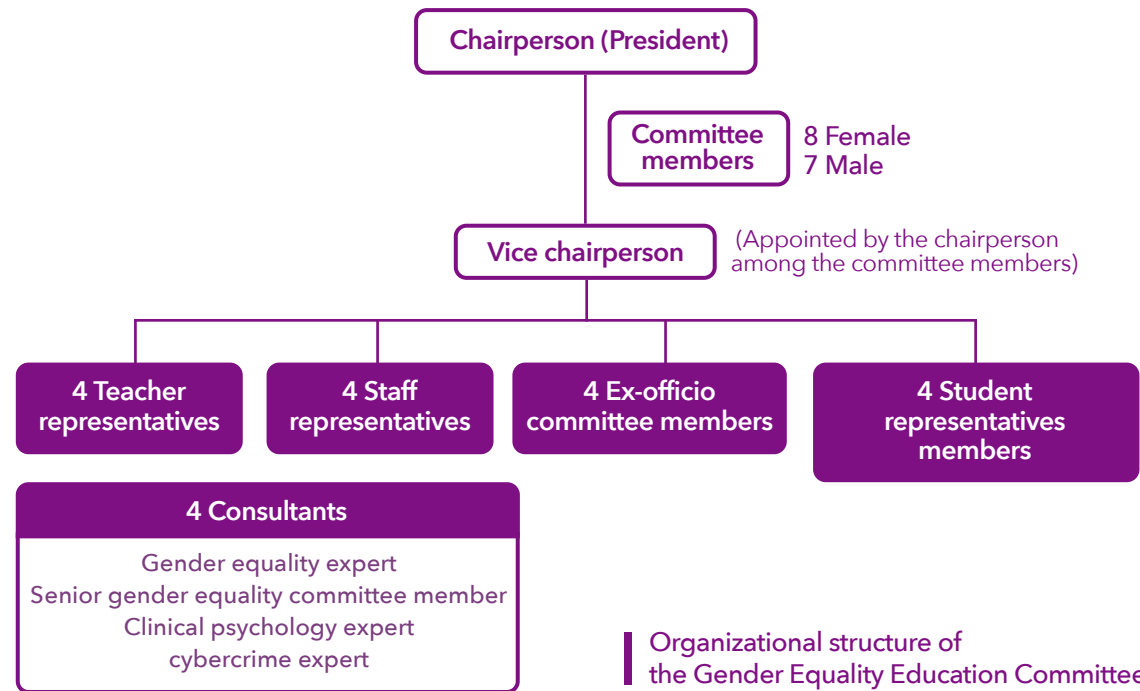 Chairperson (President)
Committee
members
8 Female
7 Male
Vice chairperson
(Appointed by the chairperson
among the committee members)
4 Teacher
representatives
4 Staff
representatives
4 Ex-officio
committee members
4 Student
representatives
members
4 Consultants
Gender equality expert
Senior gender equality committee member
Clinical psychology expert
cybercrime expert
Organizational structure of
the Gender Equality Education Committee